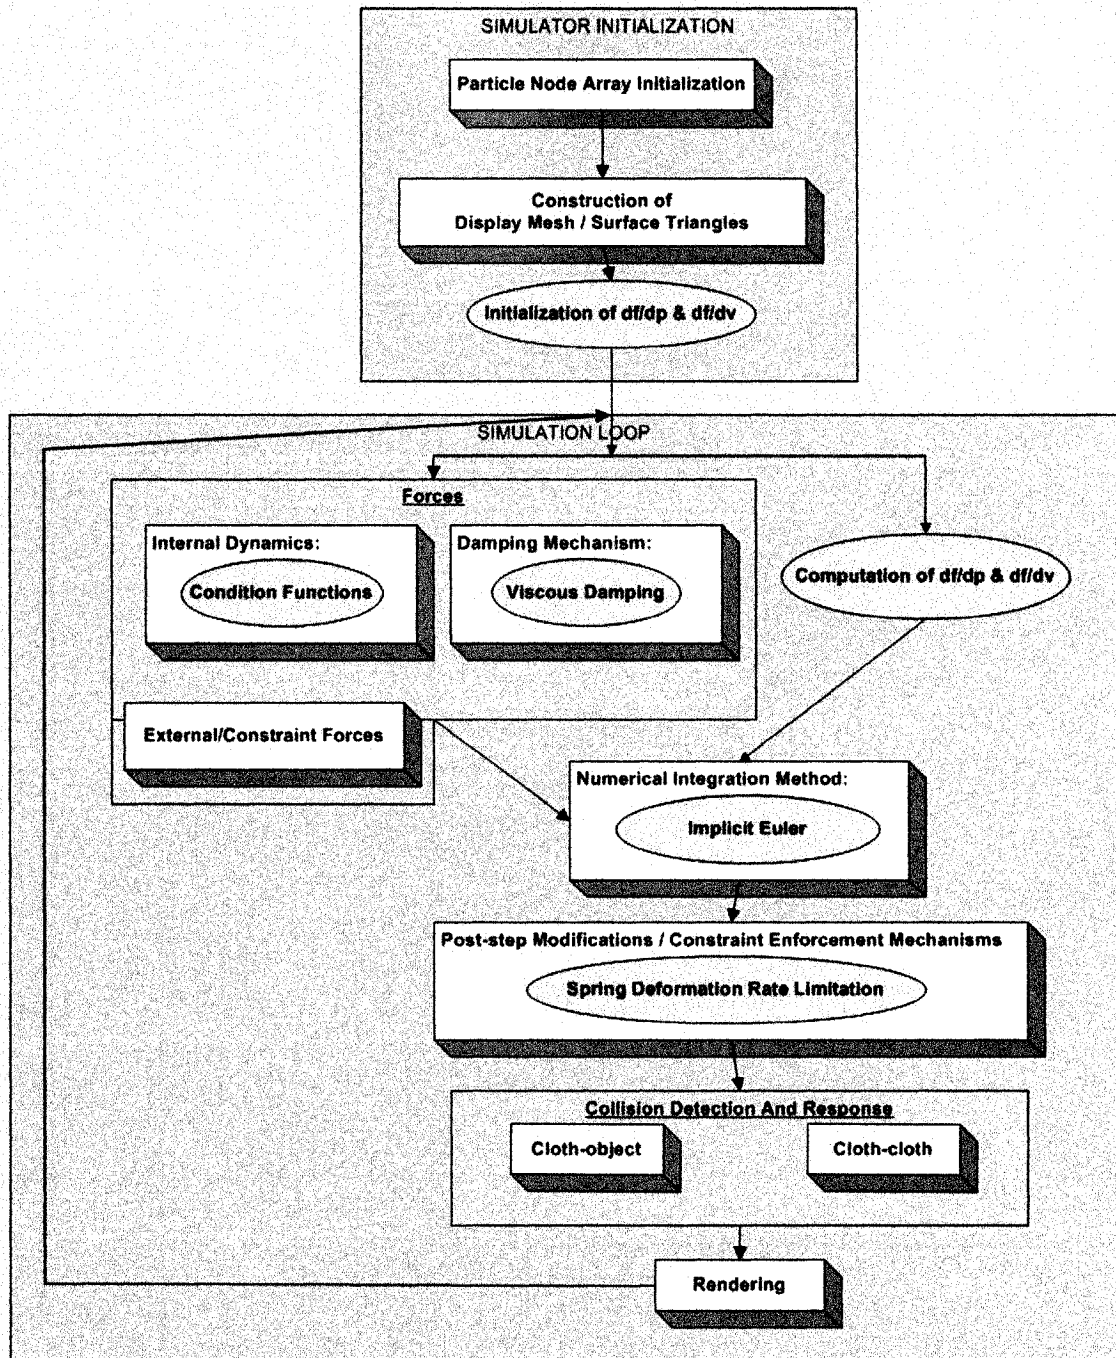 SIMULATOR INITIALIZATION
Particle Node Array Initialization
Construction of
Display Mesh / Surface Triangles
Initialization of df/dp & df/dv
SIMULATION LOOP
Forces
Internal Dynamics:
Condition Functions
Damping Mechanism:
Viscous Damping
Computation of df/dp & df/dv
External/Constraint Forces
Numerical Integration Method:
Implicit Euler
Post-step Modifications / Constraint Enforcement Mechanisms
Spring Deformation Rate Limitation
Collision Detection And Response
Cloth-object
Cloth-cloth
Rendering